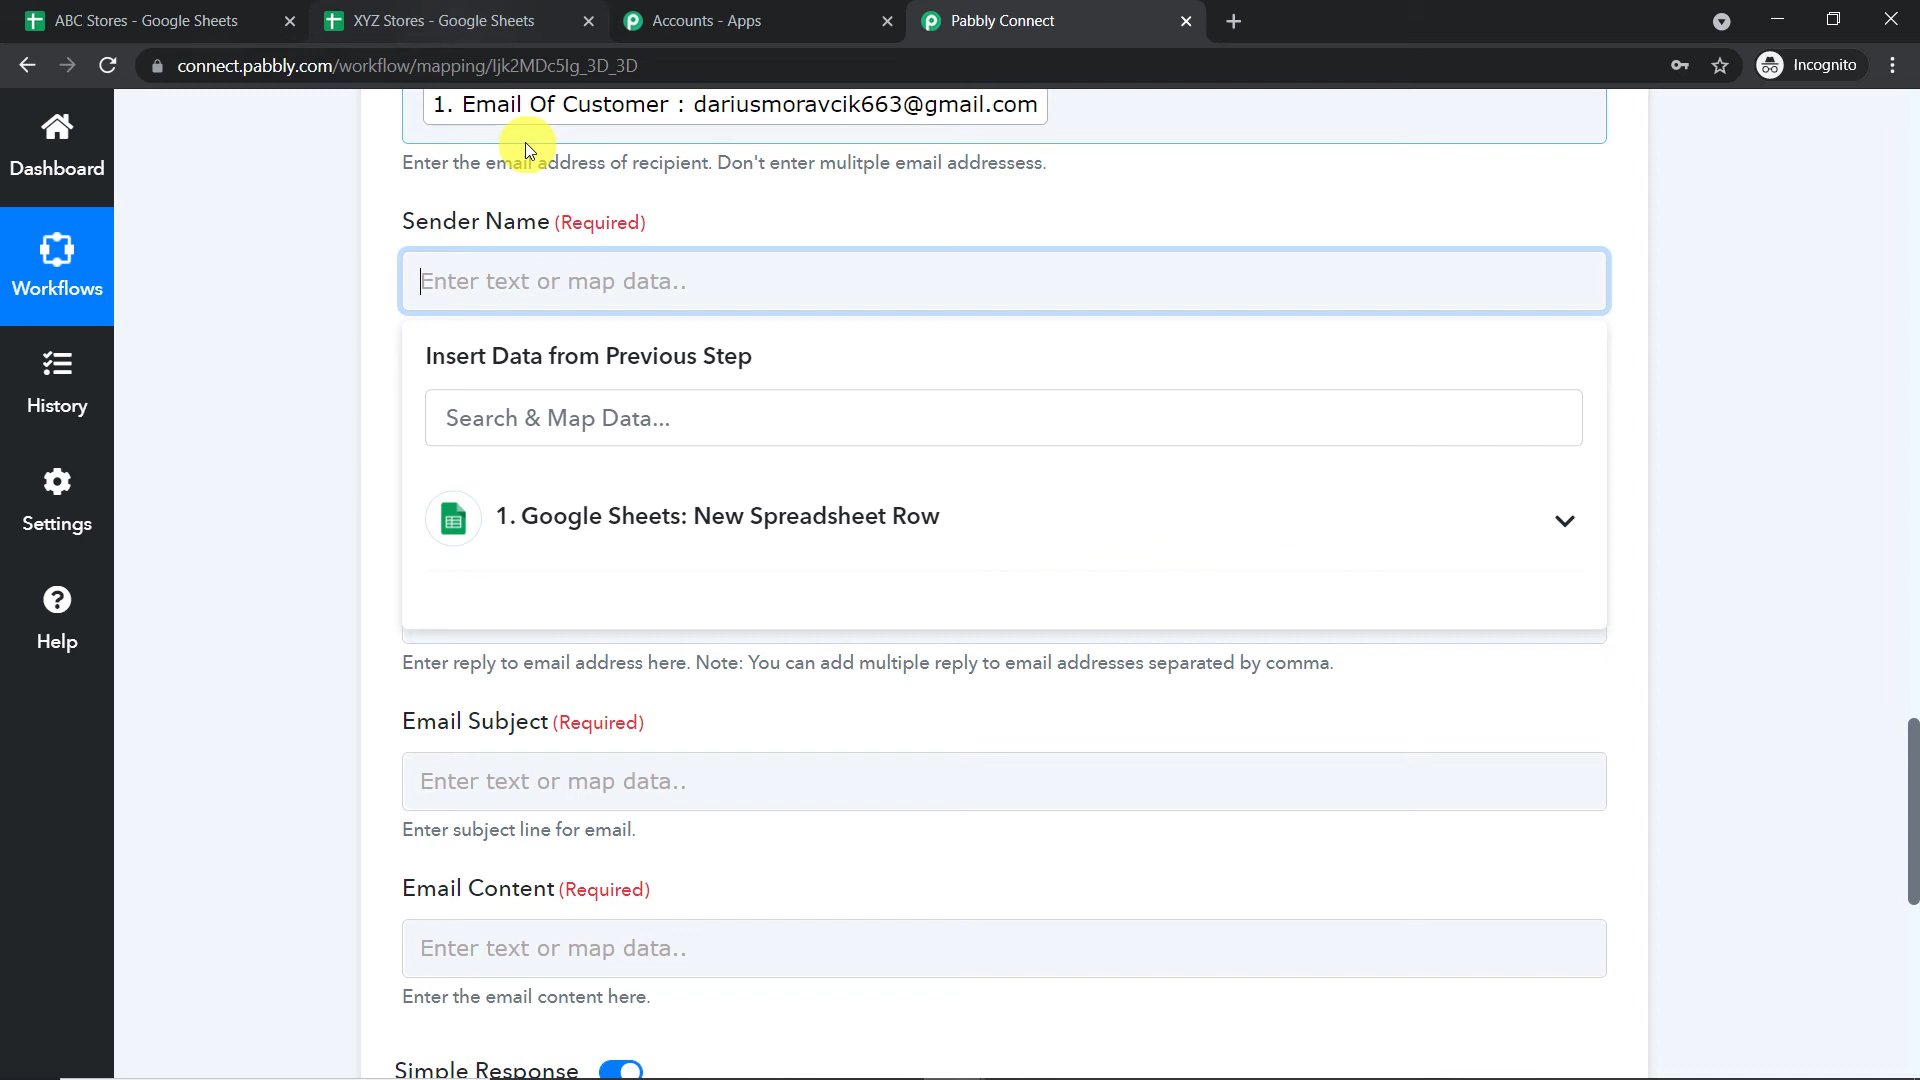 ABC Stores - Google Sheets
XYZ Stores - Google Sheets
Accounts - Apps
Pabbly Connect
connect.pabbly.com/workflow/mapping/Ijk2MDc5Ig_3D_3D
Incognito
Dashboard
Workflows
History
Settings
Help
1. Email Of Customer : dariusmoravcik663@gmail.com
Enter the email address of recipient. Don't enter mulitple email addressess.
Sender Name (Required)
Enter text or map data..
Insert Data from Previous Step
Search & Map Data...
1. Google Sheets: New Spreadsheet Row
Enter reply to email address here. Note: You can add multiple reply to email addresses separated by comma.
Email Subject (Required)
Enter text or map data..
Enter subject line for email.
Email Content (Required)
Enter text or map data..
Enter the email content here.
Simple Response